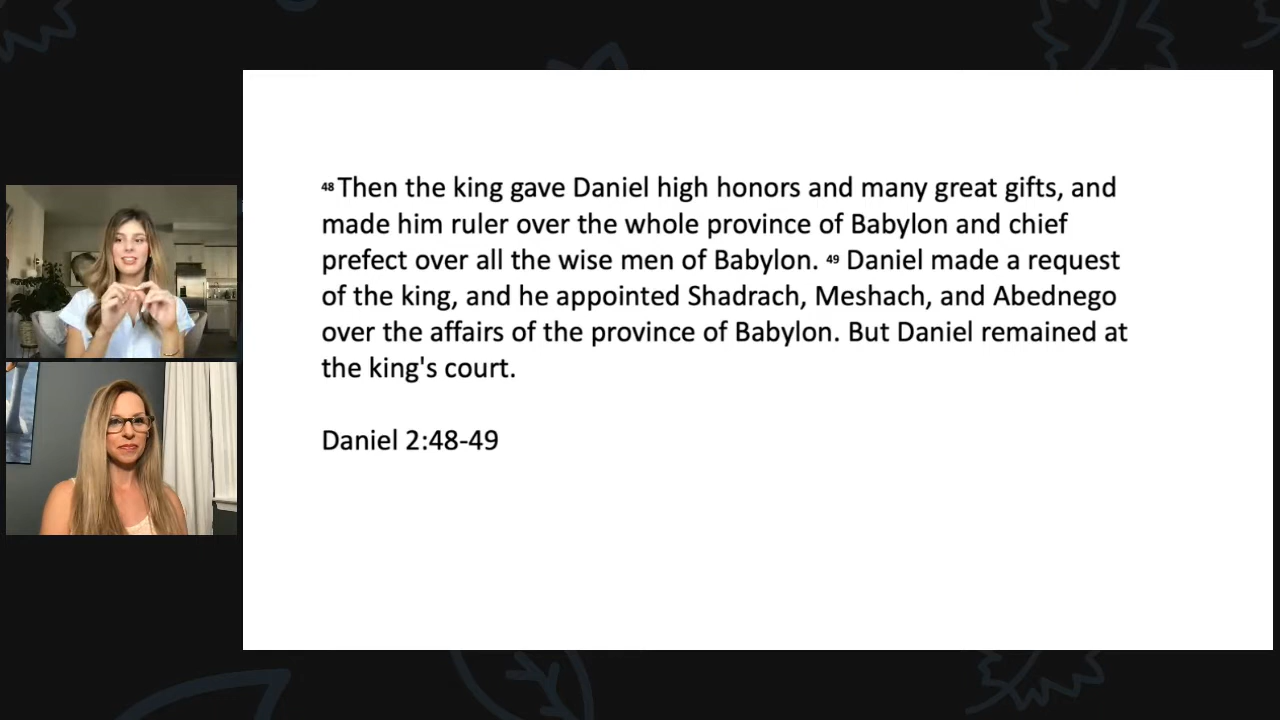 48 Then the king gave Daniel high honors and many great gifts, and
made him ruler over the whole province of Babylon and chief
prefect over all the wise men of Babylon. 49 Daniel made a request
of the king, and he appointed Shadrach, Meshach, and Abednego
over the affairs of the province of Babylon. But Daniel remained at
the king's court.
Daniel 2:48-49